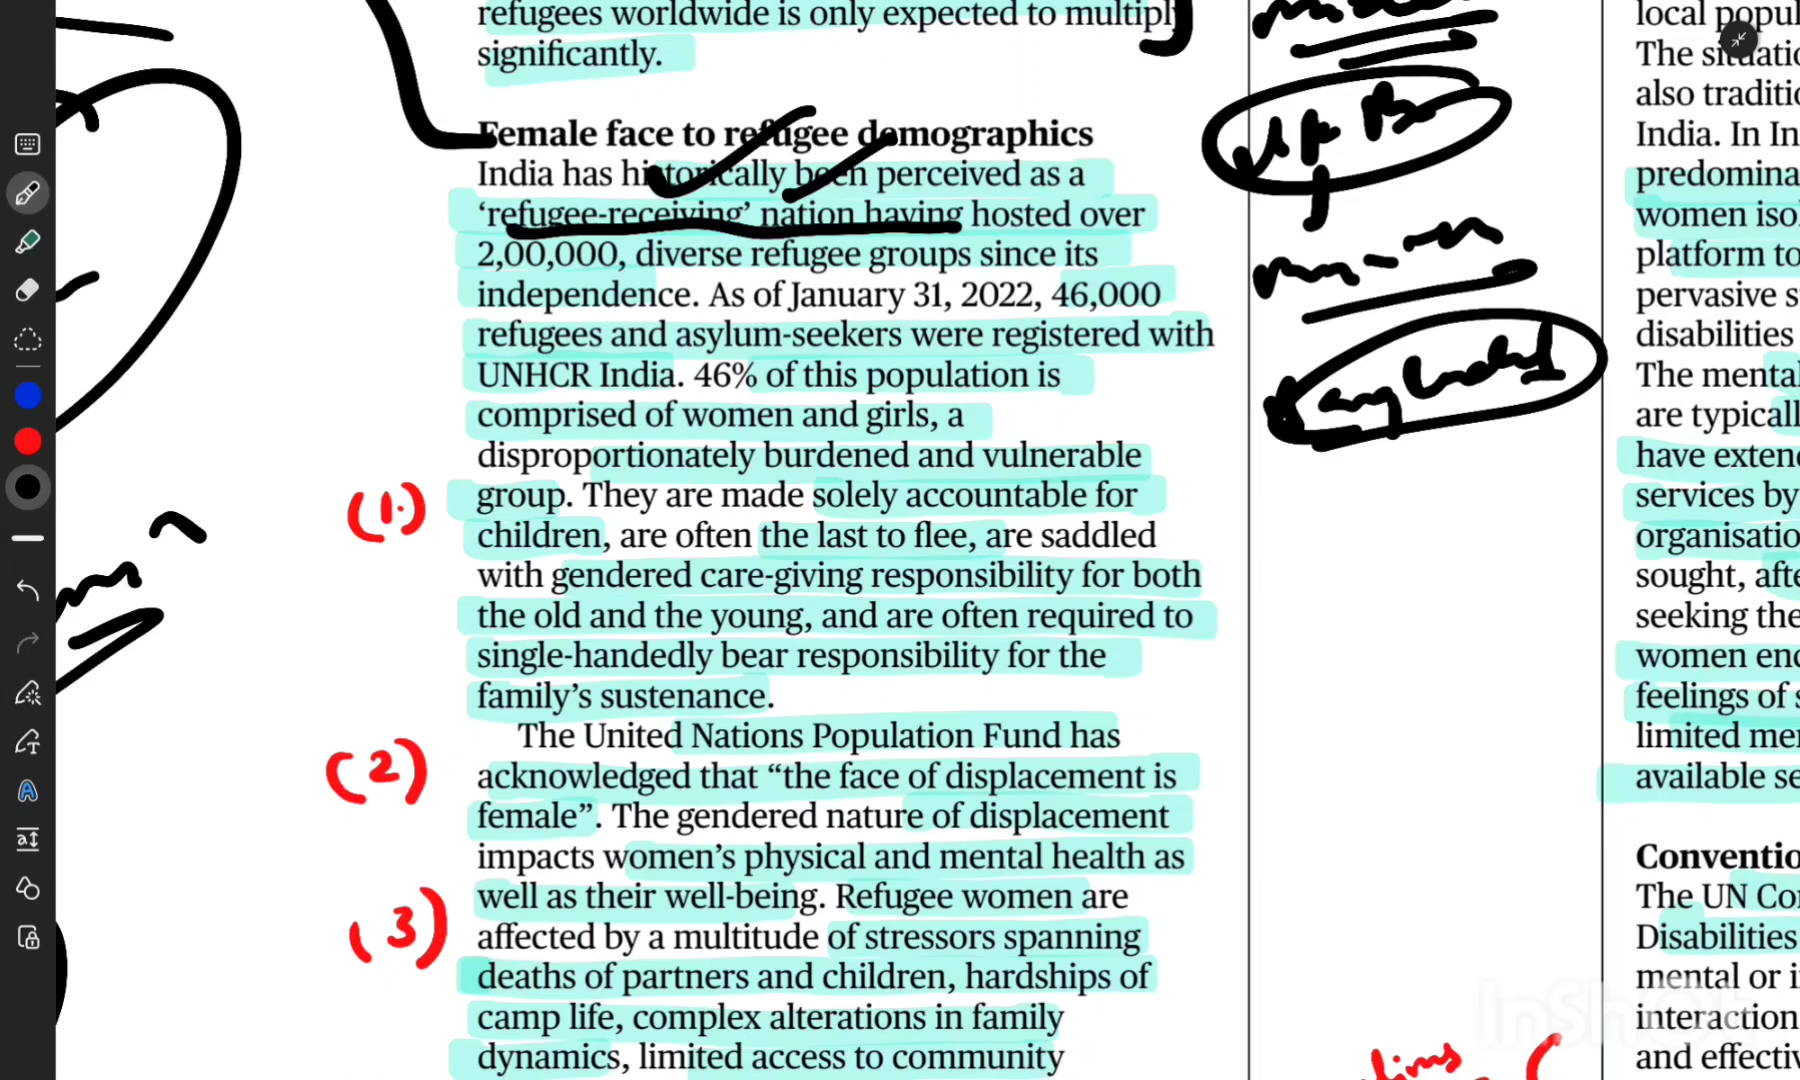 refugees worldwide is only expected to multiply
significantly.
Female face to refugee demographics
India has historically been perceived as a
‘refugee-receiving’ nation having hosted over
2,00,000, diverse refugee groups since its
independence. As of January 31, 2022, 46,000
refugees and asylum-seekers were registered with
UNHCR India. 46% of this population is
comprised of women and girls, a
disproportionately burdened and vulnerable
(1.)
group. They are made solely accountable for
children, are often the last to flee, are saddled
with gendered care-giving responsibility for both
the old and the young, and are often required to
single-handedly bear responsibility for the
family’s sustenance.
The United Nations Population Fund has
(2)
acknowledged that “the face of displacement is
female”. The gendered nature of displacement
impacts women’s physical and mental health as
well as their well-being. Refugee women are
(3)
affected by a multitude of stressors spanning
deaths of partners and children, hardships of
camp life, complex alterations in family
dynamics, limited access to community
local popul
The situatio
also traditio
India. In In
predomina
women isol
platform to
pervasive s
disabilities
The mental
are typicall
have exten
services by
organisatio
sought, afte
seeking the
women enc
feelings of s
limited mer
available se
Conventio
The UN Con
Disabilities
mental or i
interaction
and effectiv
InShOt